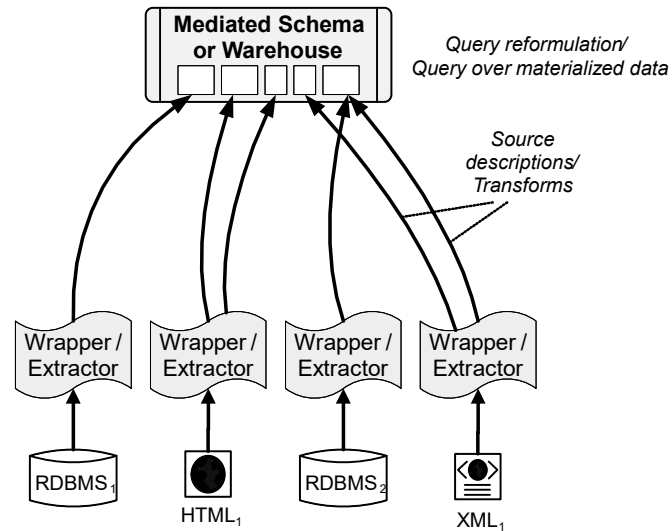 Mediated Schema
or Warehouse
Query reformulation/
Query over materialized data
Source
descriptions/
Transforms
Wrapper /
Extractor
Wrapper /
Extractor
Wrapper /
Extractor
Wrapper /
Extractor
RDBMS₁
HTML₁
RDBMS₂
XML₁